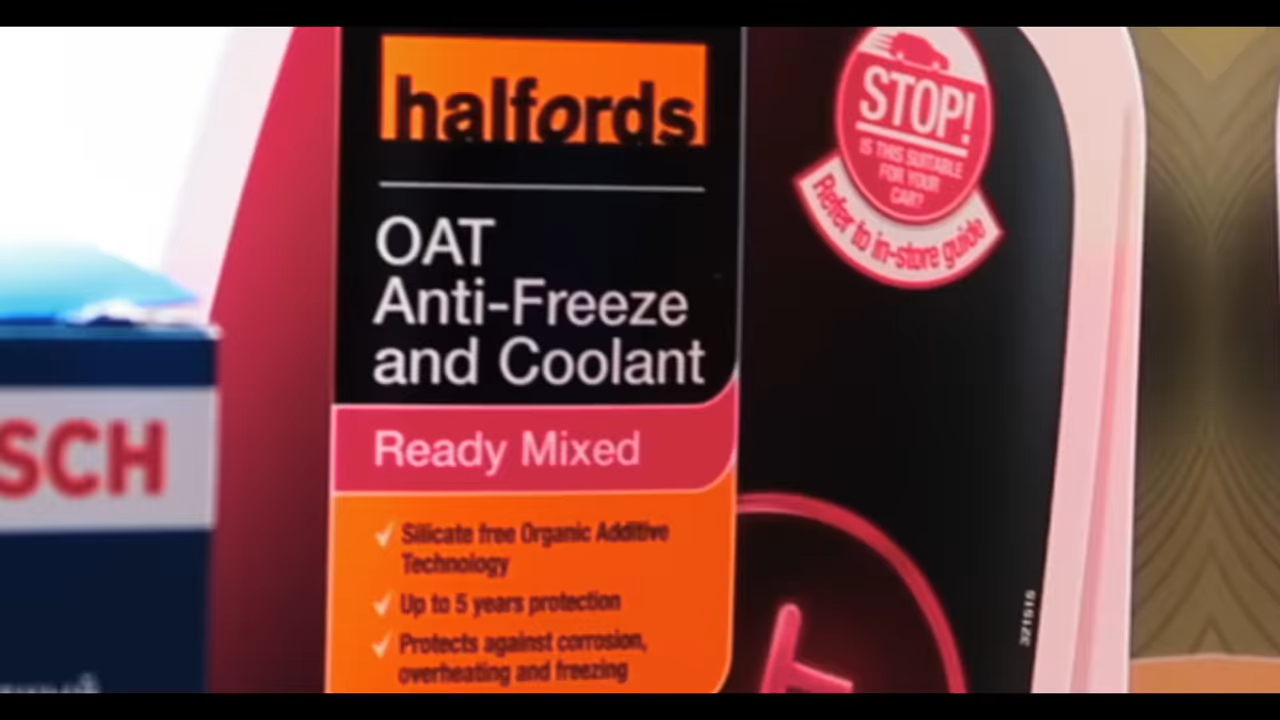 halfords
OAT
Anti-Freeze
and Coolant
Ready Mixed
Silicate free Organic Additive
Technology
Up to 5 years protection
Protects against corrosion,
overheating and freezing
STOP!
IS THIS SUITABLE
FOR YOUR
CAR?
Refer to in-store guide
321515
SCH